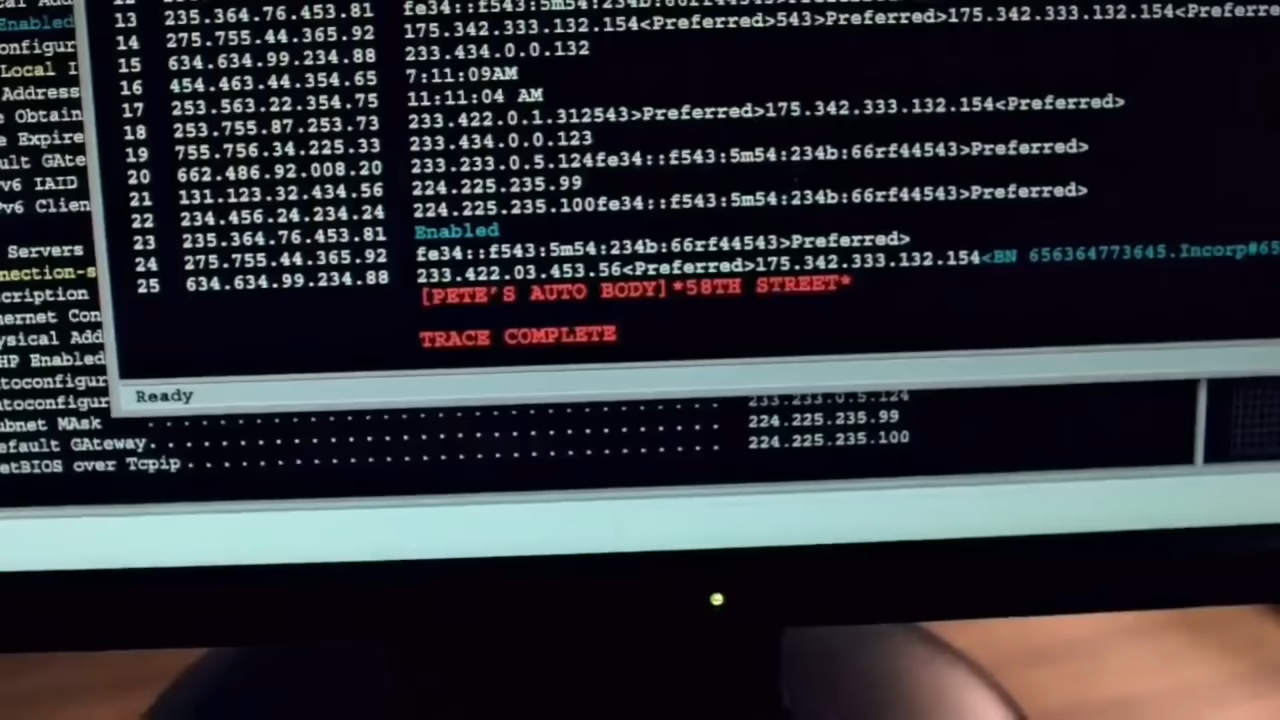 Enabled
13 235.364.76.453.81 175.342.333.132.154<Preferred>543>Preferred>175.342.333.132.154<Preferre
14 275.755.44.365.92 233.434.0.0.132
15 634.634.99.234.88 7:11:09AM
16 454.463.44.354.65 11:11:04 AM
17 253.563.22.354.75 233.422.0.1.312543>Preferred>175.342.333.132.154<Preferred>
18 253.755.87.253.73 233.434.0.0.123
19 755.756.34.225.33 233.233.0.5.124fe34::f543:5m54:234b:66rf44543>Preferred>
20 662.486.92.008.20 224.225.235.99
21 131.123.32.434.56 224.225.235.100fe34::f543:5m54:234b:66rf44543>Preferred>
22 234.456.24.234.24 Enabled
23 235.364.76.453.81 fe34::f543:5m54:234b:66rf44543>Preferred>
24 275.755.44.365.92 233.422.03.453.56<Preferred>175.342.333.132.154<BN 656364773645.Incorp#65
25 634.634.99.234.88 [PETE'S AUTO BODY]*58TH STREET*
TRACE COMPLETE
Ready
onfigur
Local I
Address
e Obtain
e Expire
ult GAte
v6 IAID
Pv6 Clien
Servers
nnection-s
cription
hernet Con
ysical Add
HP Enabled
toconfigur
utoconfigur
ubnet MAsk . . . . . . . . . . . . . . . . . . . . 233.233.0.5.124
efault GAteway. . . . . . . . . . . . . . . . . . . . 224.225.235.99
etBIOS over Tcpip . . . . . . . . . . . . . . . . . . . . 224.225.235.100